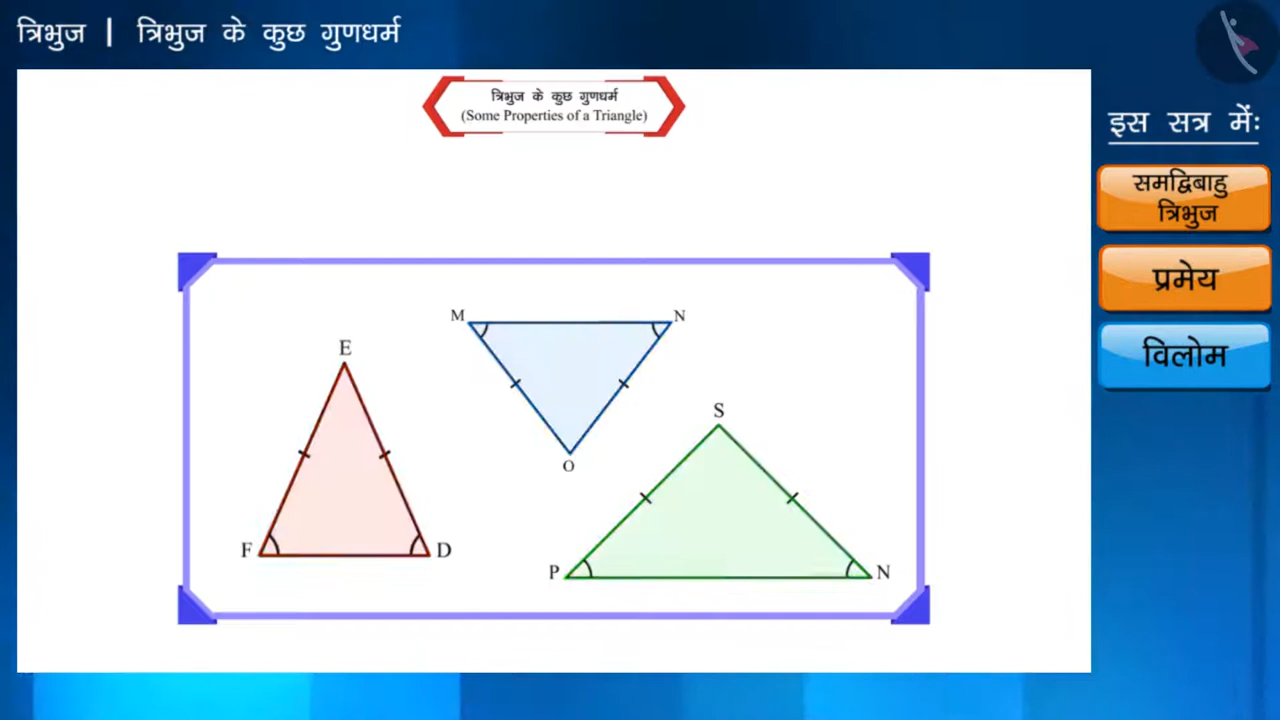 त्रिभुज | त्रिभुज के कुछ गुणधर्म
त्रिभुज के कुछ गुणधर्म
(Some Properties of a Triangle)
इस सत्र में:
समद्विबाहु
त्रिभुज
प्रमेय
विलोम
M N
E
S
O
F D
P N